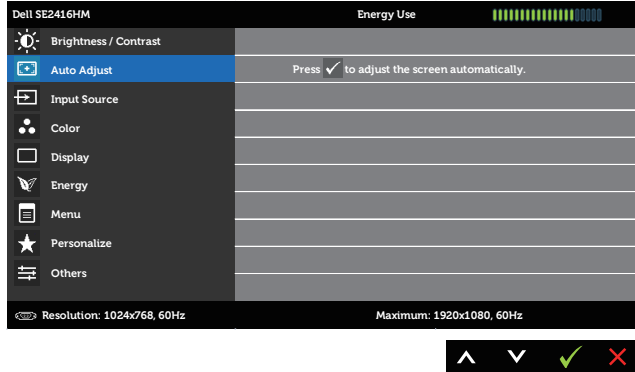 Dell SE2416HM Energy Use
Brightness / Contrast
Auto Adjust Press ✓ to adjust the screen automatically.
Input Source
Color
Display
Energy
Menu
Personalize
Others
Resolution: 1024x768, 60Hz Maximum: 1920x1080, 60Hz